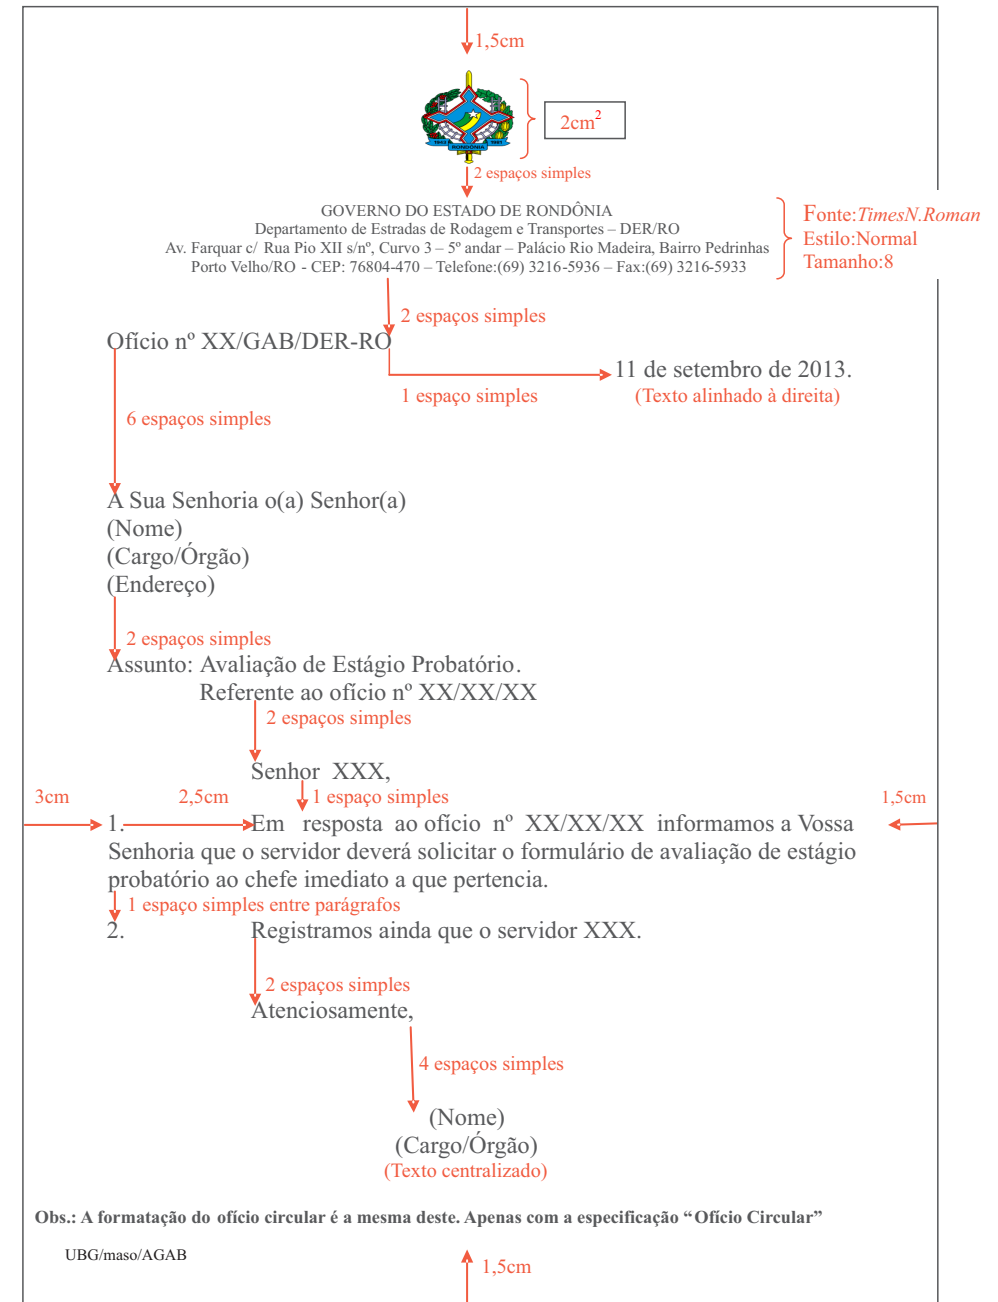 1,5cm
2cm²
1943 RONDÔNIA 1981
2 espaços simples
GOVERNO DO ESTADO DE RONDÔNIA
Departamento de Estradas de Rodagem e Transportes – DER/RO
Av. Farquar c/ Rua Pio XII s/nº, Curvo 3 – 5º andar – Palácio Rio Madeira, Bairro Pedrinhas
Porto Velho/RO - CEP: 76804-470 – Telefone:(69) 3216-5936 – Fax:(69) 3216-5933
Fonte:TimesN.Roman
Estilo:Normal
Tamanho:8
2 espaços simples
Ofício nº XX/GAB/DER-RO
11 de setembro de 2013.
1 espaço simples
(Texto alinhado à direita)
6 espaços simples
A Sua Senhoria o(a) Senhor(a)
(Nome)
(Cargo/Órgão)
(Endereço)
2 espaços simples
Assunto: Avaliação de Estágio Probatório.
Referente ao ofício nº XX/XX/XX
2 espaços simples
Senhor XXX,
3cm
2,5cm
1 espaço simples
1,5cm
1. Em resposta ao ofício nº XX/XX/XX informamos a Vossa
Senhoria que o servidor deverá solicitar o formulário de avaliação de estágio
probatório ao chefe imediato a que pertencia.
1 espaço simples entre parágrafos
2. Registramos ainda que o servidor XXX.
2 espaços simples
Atenciosamente,
4 espaços simples
(Nome)
(Cargo/Órgão)
(Texto centralizado)
Obs.: A formatação do ofício circular é a mesma deste. Apenas com a especificação “Ofício Circular”
UBG/maso/AGAB
1,5cm